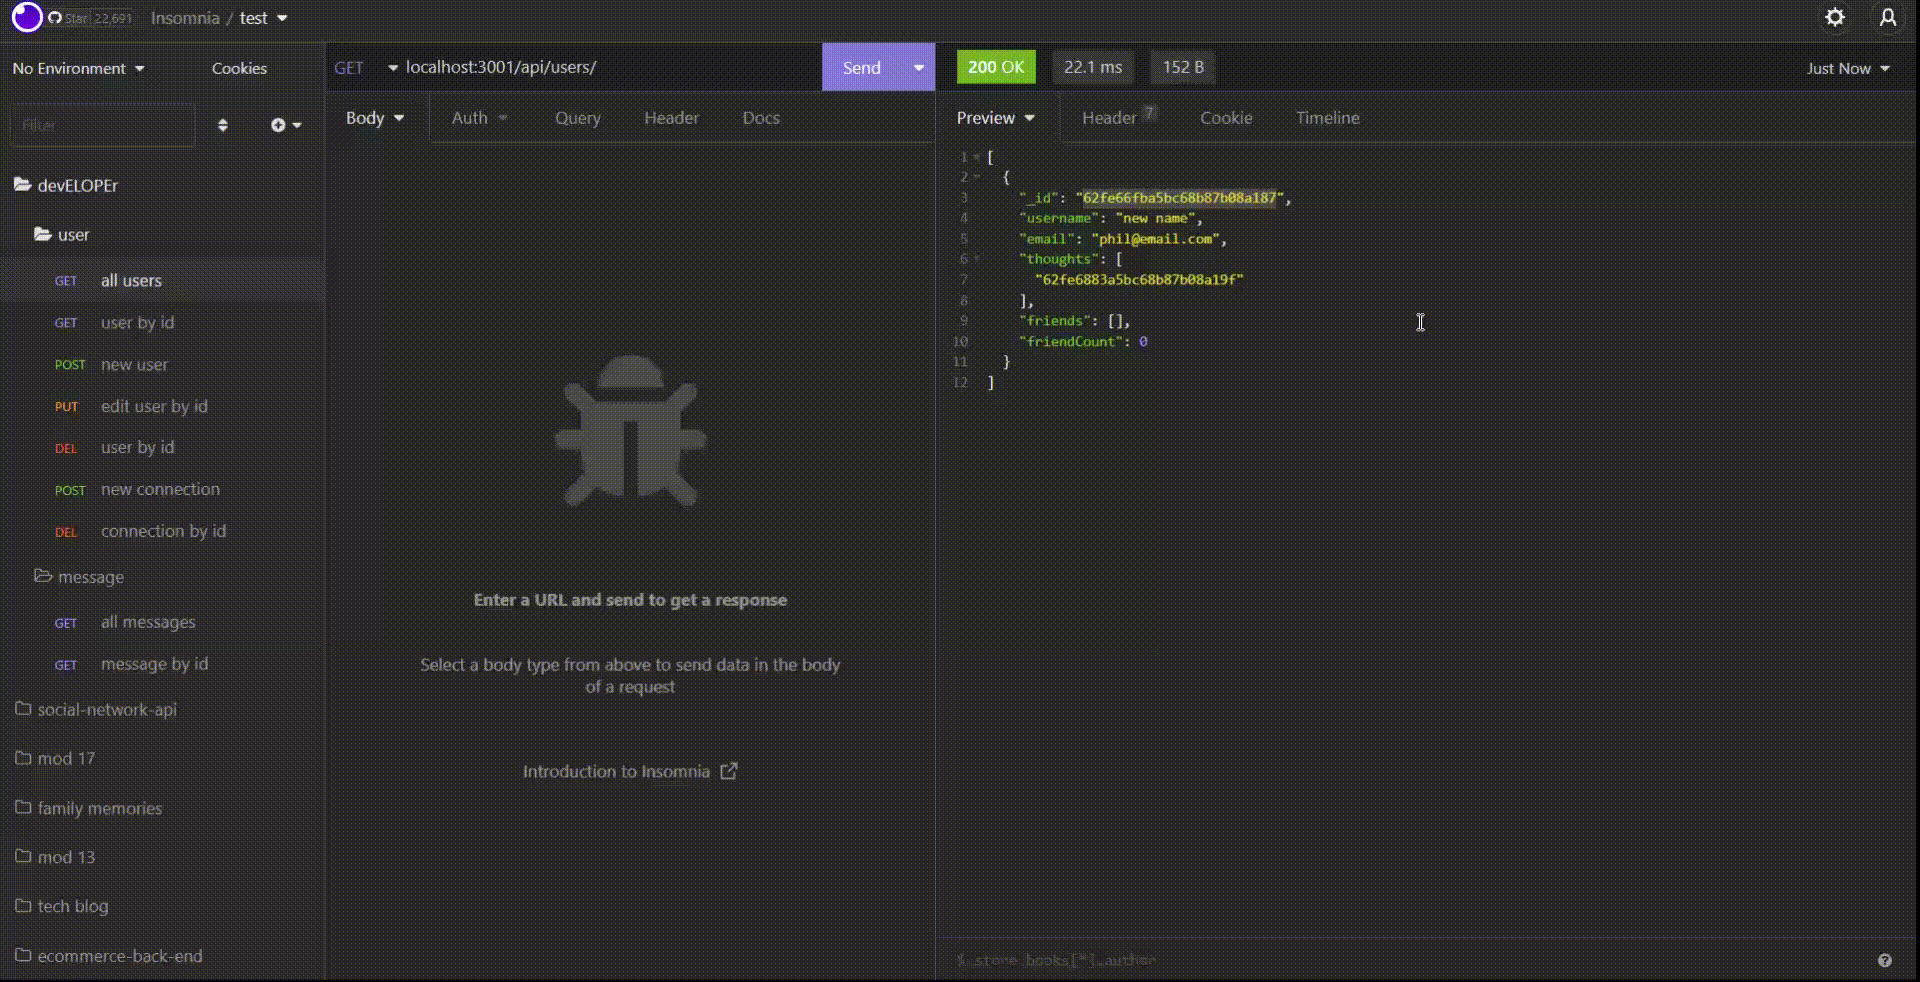 Star 22,691 Insomnia / test
No Environment Cookies
Filter
devELOPEr
user
GET all users
GET user by id
POST new user
PUT edit user by id
DEL user by id
POST new connection
DEL connection by id
message
GET all messages
GET message by id
social-network-api
mod 17
family memories
mod 13
tech blog
ecommerce-back-end
GET localhost:3001/api/users/ Send
Body Auth Query Header Docs
Enter a URL and send to get a response
Select a body type from above to send data in the body
of a request
Introduction to Insomnia
200 OK 22.1 ms 152 B Just Now
Preview Header 7 Cookie Timeline
1 [
2 {
3 "_id": "62fe66fba5bc68b87b08a187",
4 "username": "new name",
5 "email": "phil@email.com",
6 "thoughts": [
7 "62fe6883a5bc68b87b08a19f"
8 ],
9 "friends": [],
10 "friendCount": 0
11 }
12 ]
$.store.books[*].author